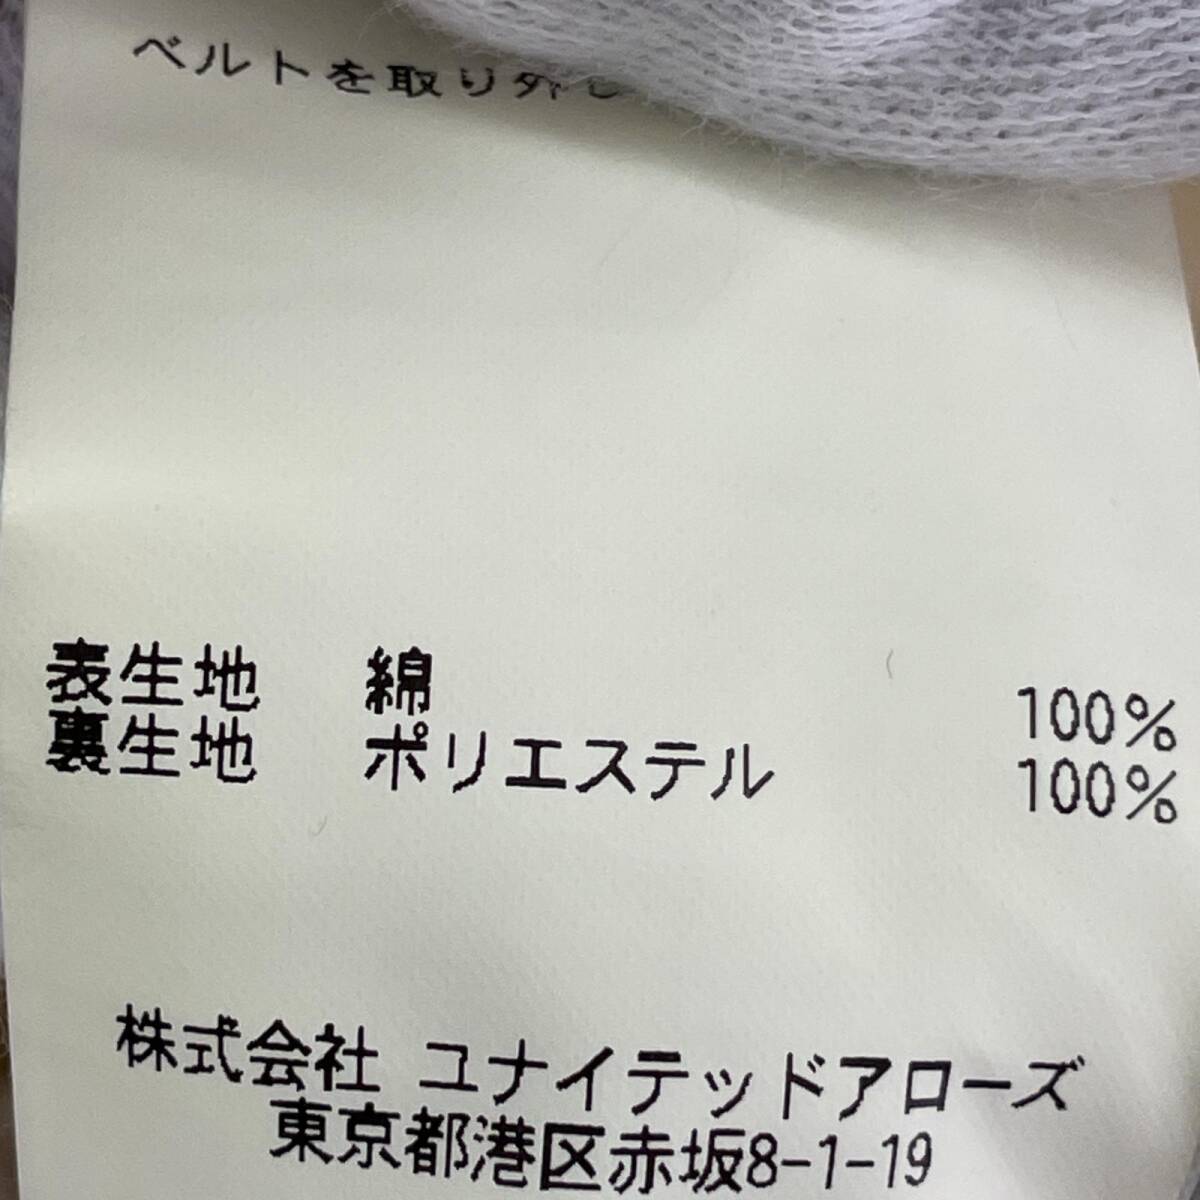 ベルトを取り外し
表生地 綿 100%
裏生地 ポリエステル 100%
株式会社 ユナイテッドアローズ
東京都港区赤坂8-1-19